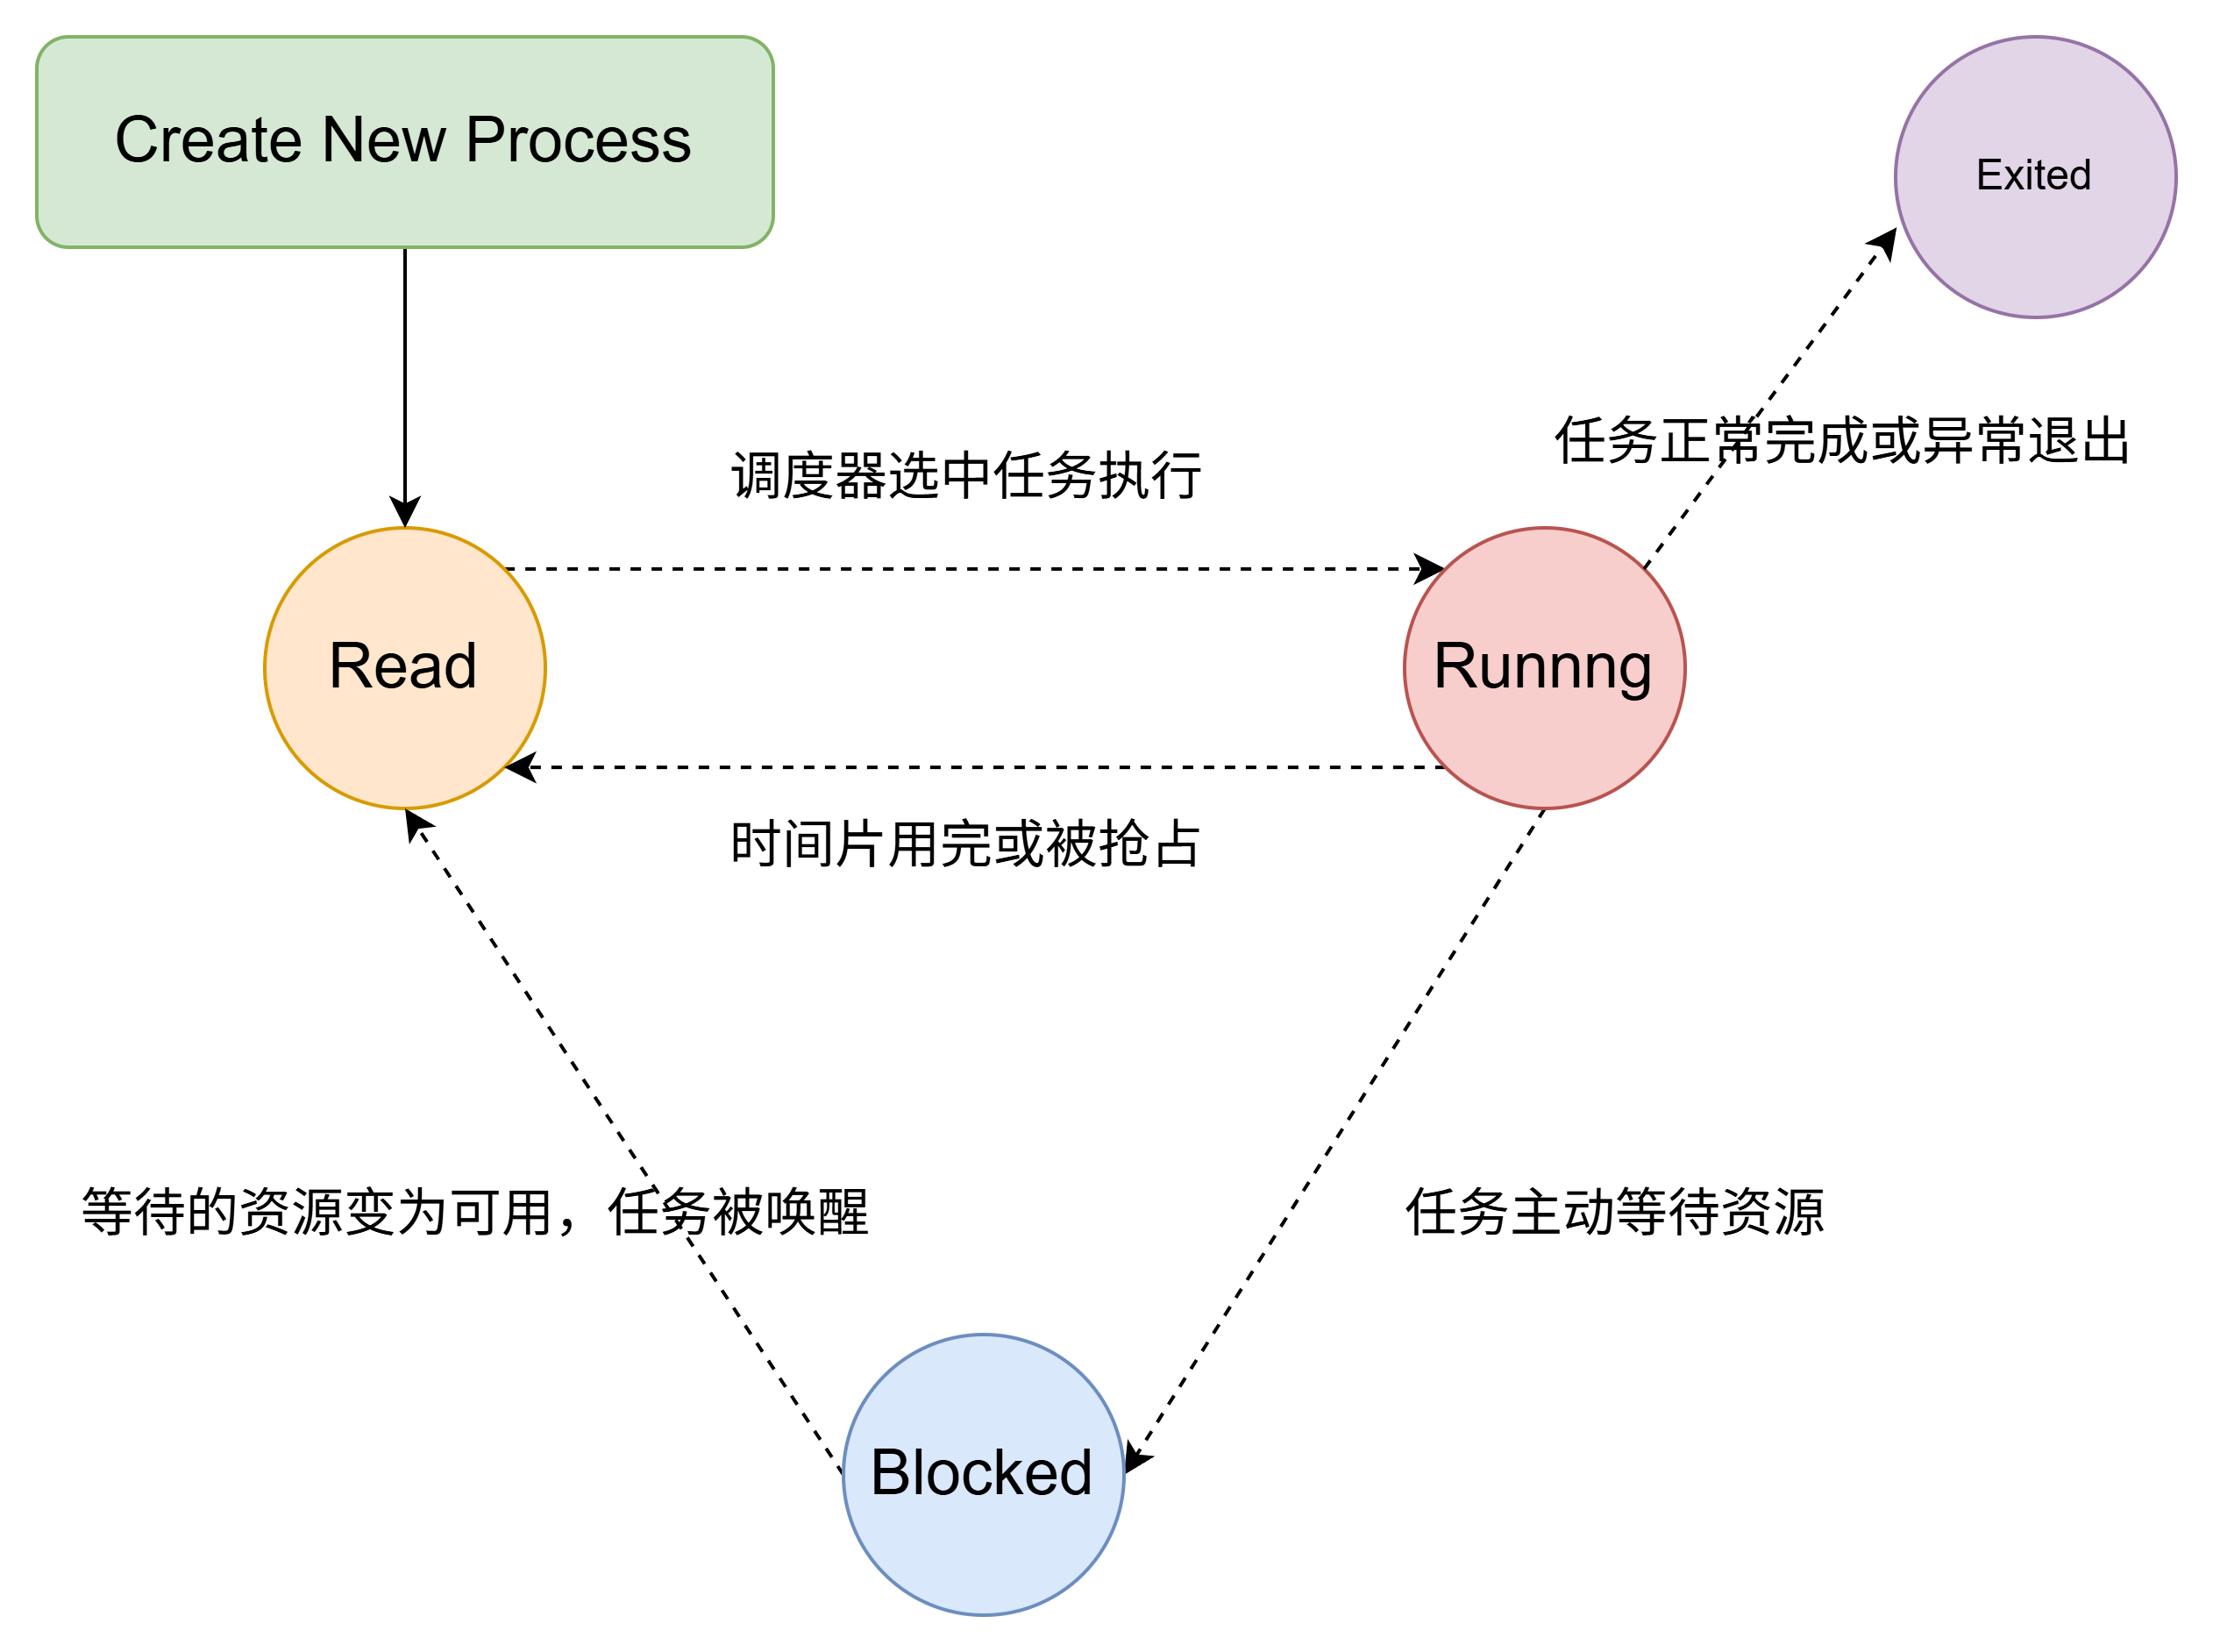 Create New Process
Exited
任务正常完成或异常退出
调度器选中任务执行
Read
Runnng
时间片用完或被抢占
等待的资源变为可用，任务被唤醒
任务主动等待资源
Blocked